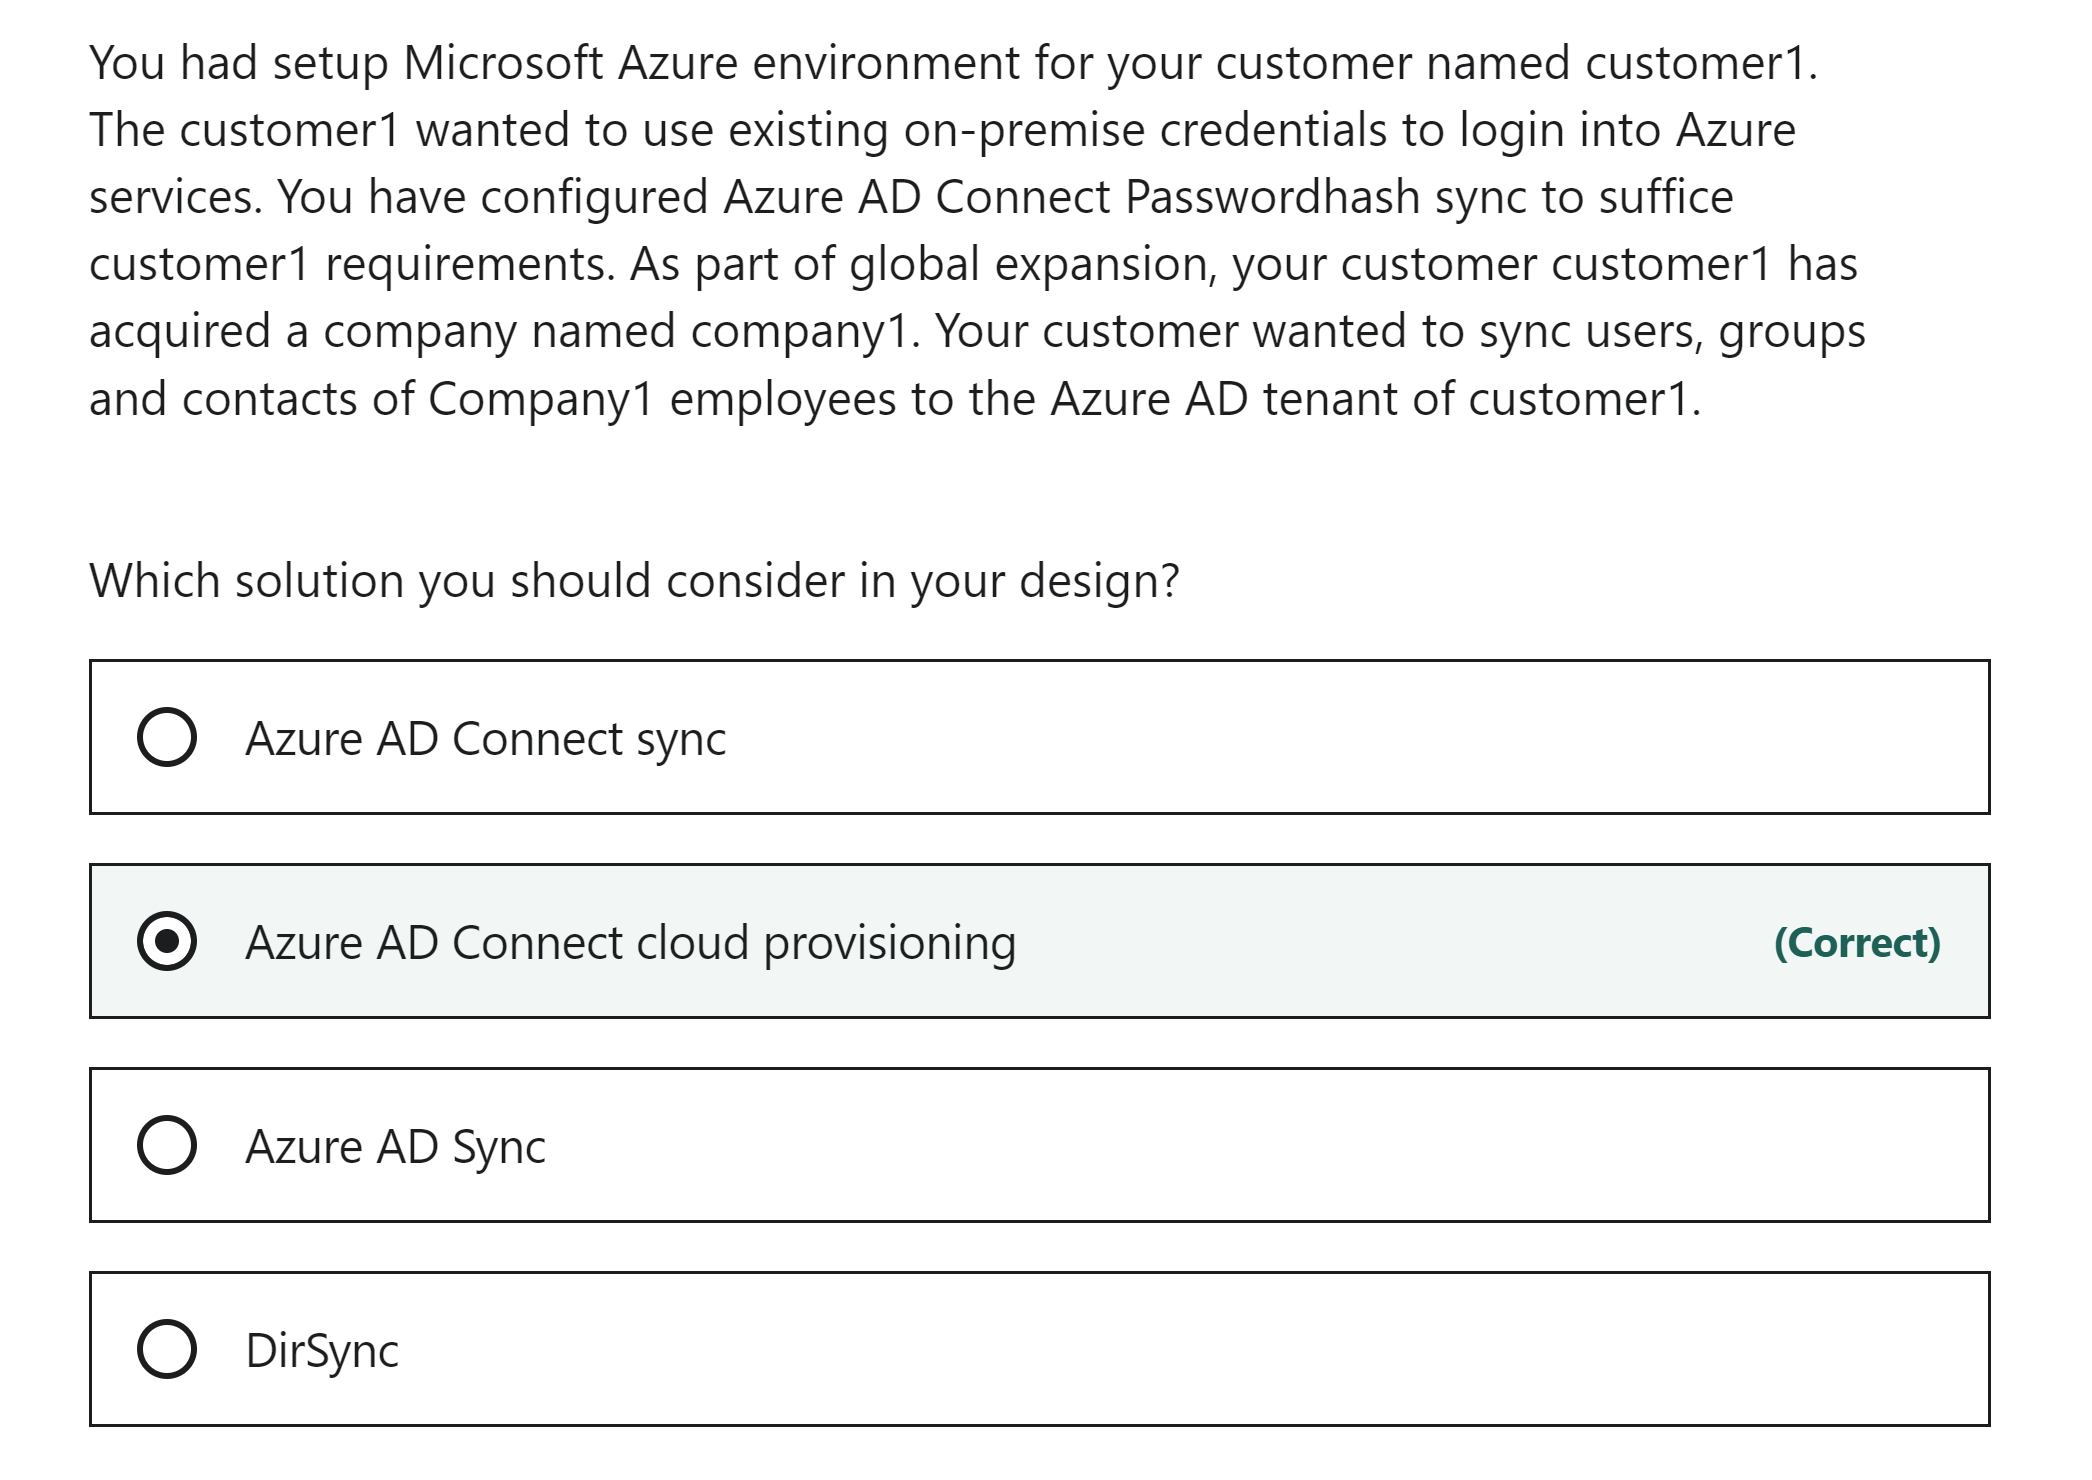 You had setup Microsoft Azure environment for your customer named customer1.
The customer1 wanted to use existing on-premise credentials to login into Azure
services. You have configured Azure AD Connect Passwordhash sync to suffice
customer1 requirements. As part of global expansion, your customer customer1 has
acquired a company named company1. Your customer wanted to sync users, groups
and contacts of Company1 employees to the Azure AD tenant of customer1.
Which solution you should consider in your design?
Azure AD Connect sync
Azure AD Connect cloud provisioning (Correct)
Azure AD Sync
DirSync